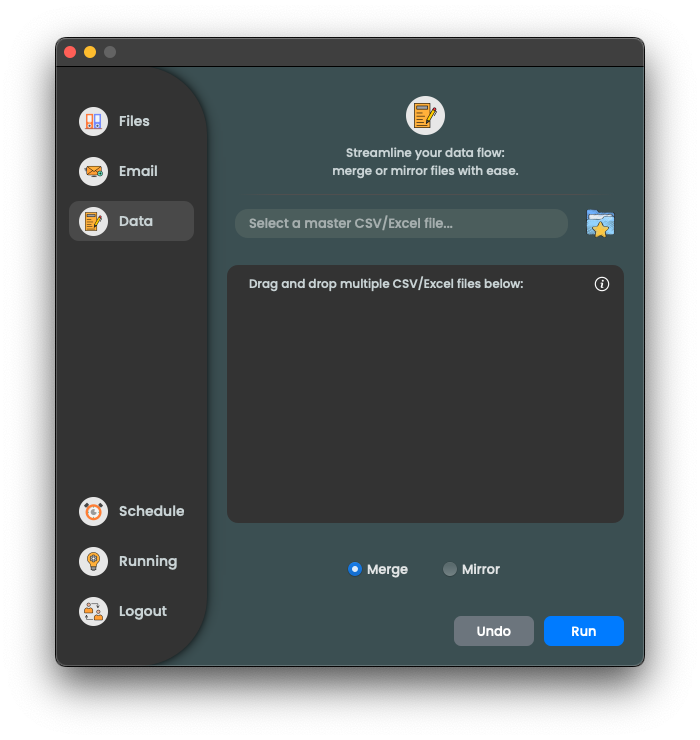 Files
Email
Data
Schedule
Running
Logout
Streamline your data flow:
merge or mirror files with ease.
Select a master CSV/Excel file...
Drag and drop multiple CSV/Excel files below:
i
Merge
Mirror
Undo
Run